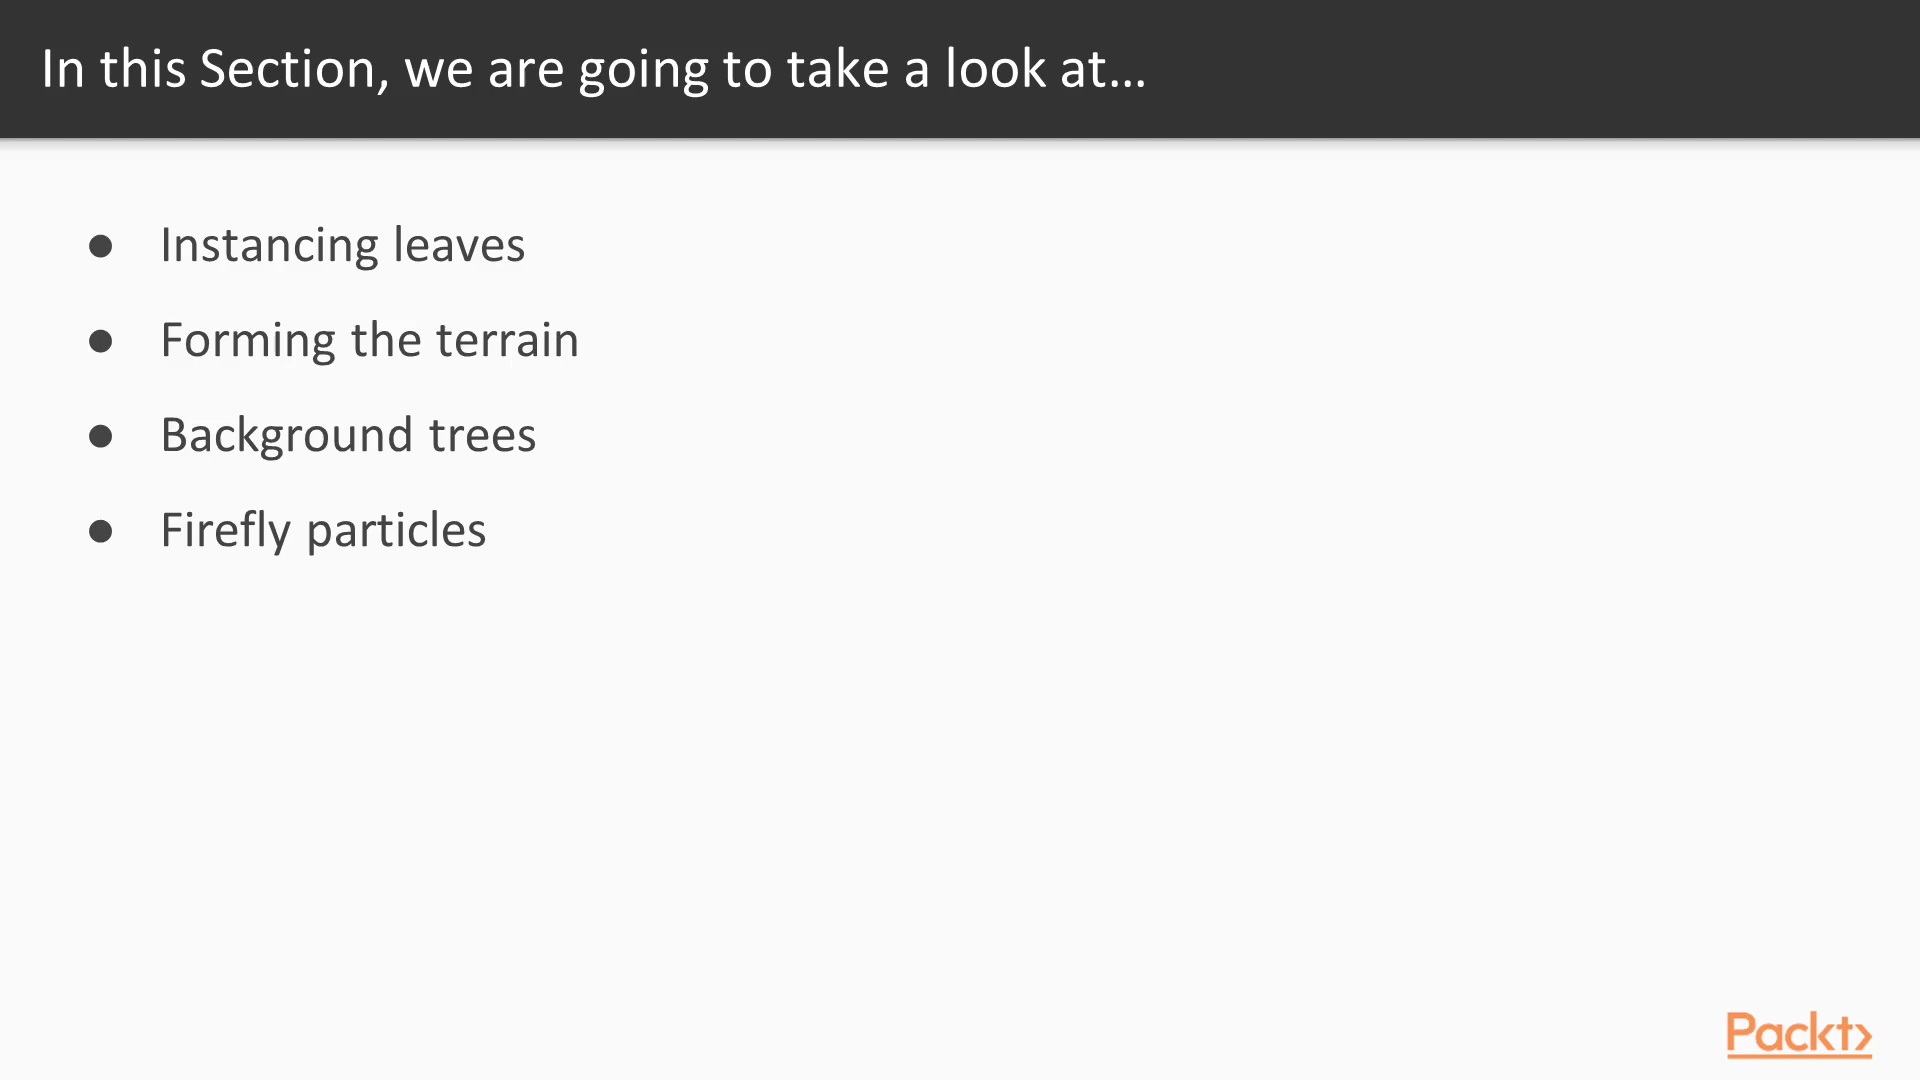 In this Section, we are going to take a look at...
● Instancing leaves
● Forming the terrain
● Background trees
● Firefly particles
Packt>